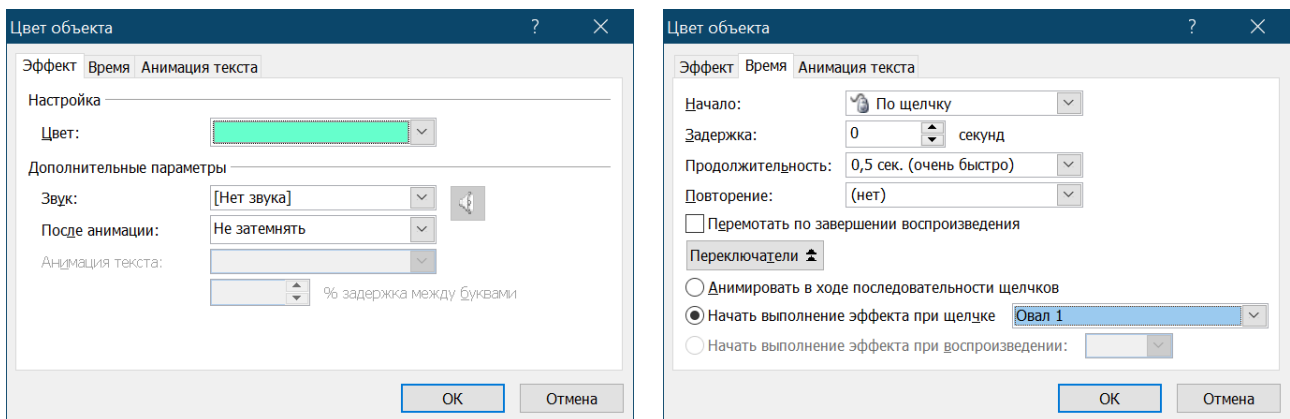 Цвет объекта ? ×
Эффект Время Анимация текста
Настройка
Цвет:
Дополнительные параметры
Звук: [Нет звука]
После анимации: Не затемнять
Анимация текста:
% задержка между буквами
ОК Отмена
Цвет объекта ? ×
Эффект Время Анимация текста
Начало: По щелчку
Задержка: 0 секунд
Продолжительность: 0,5 сек. (очень быстро)
Повторение: (нет)
Перемотать по завершении воспроизведения
Переключатели
Анимировать в ходе последовательности щелчков
Начать выполнение эффекта при щелчке Овал 1
Начать выполнение эффекта при воспроизведении:
ОК Отмена